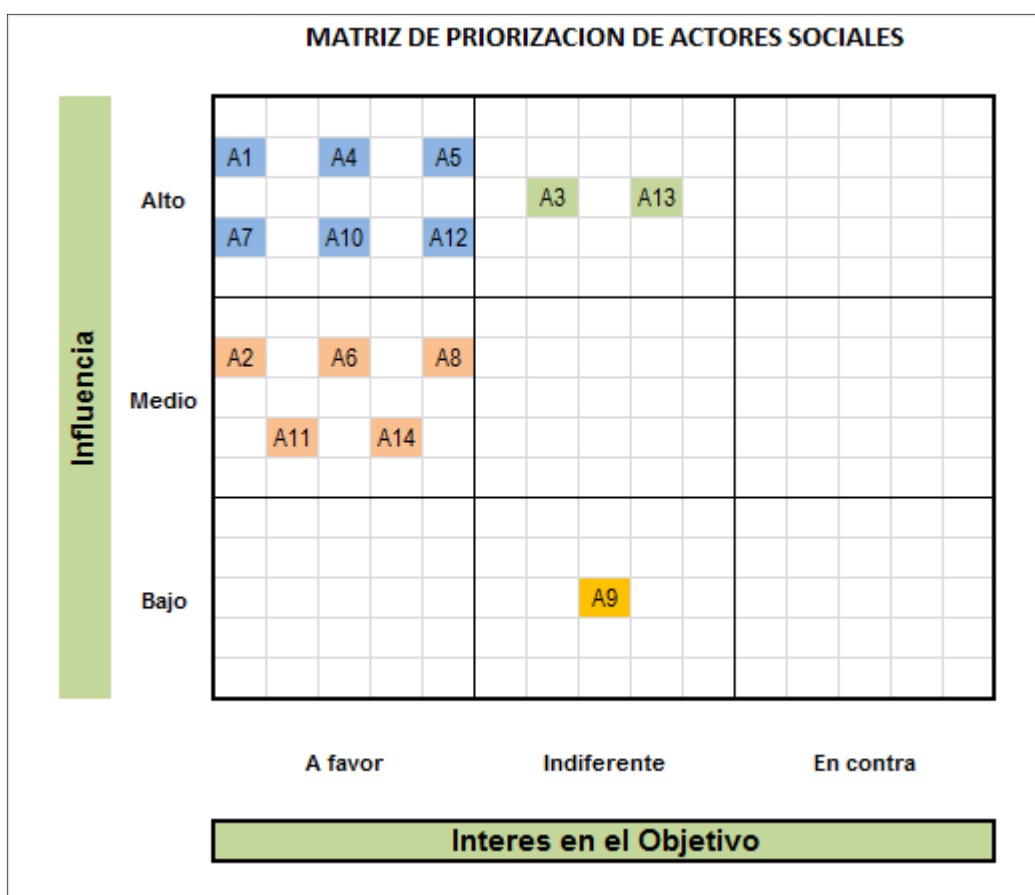 MATRIZ DE PRIORIZACION DE ACTORES SOCIALES
Influencia
Alto
A1 A4 A5
A3 A13
A7 A10 A12
Medio
A2 A6 A8
A11 A14
Bajo
A9
A favor Indiferente En contra
Interes en el Objetivo